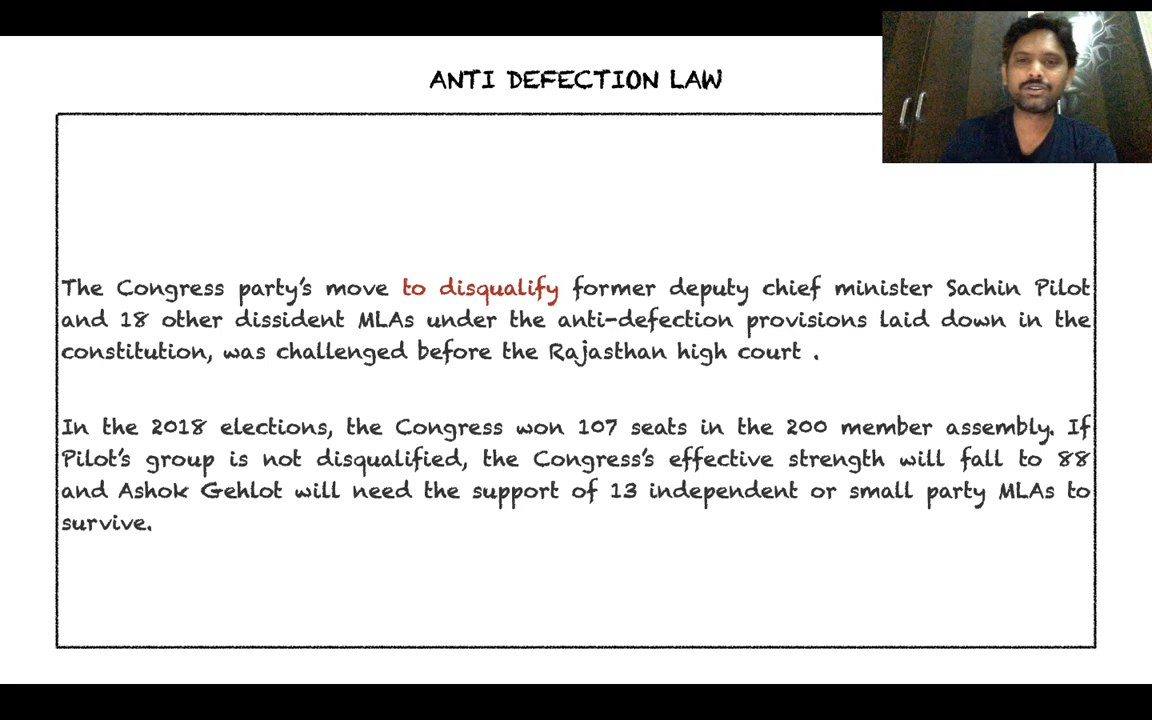 ANTI DEFECTION LAW
The Congress party's move to disqualify former deputy chief minister Sachin Pilot
and 18 other dissident MLAs under the anti-defection provisions laid down in the
constitution, was challenged before the Rajasthan high court .
In the 2018 elections, the Congress won 107 seats in the 200 member assembly. If
Pilot's group is not disqualified, the Congress's effective strength will fall to 88
and Ashok Gehlot will need the support of 13 independent or small party MLAs to
survive.